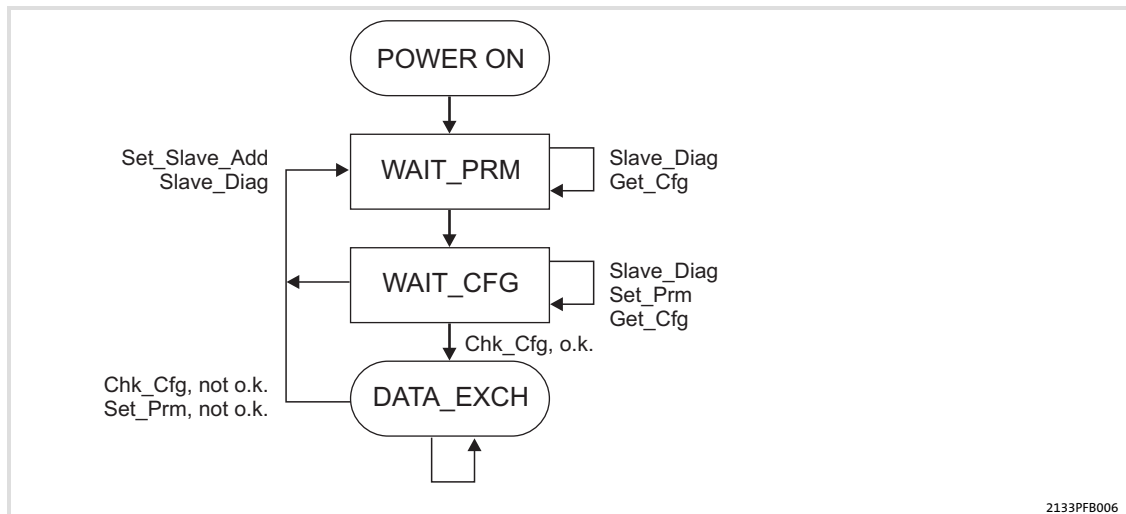 POWER ON
Set_Slave_Add
Slave_Diag
WAIT_PRM
Slave_Diag
Get_Cfg
WAIT_CFG
Slave_Diag
Set_Prm
Get_Cfg
Chk_Cfg, o.k.
Chk_Cfg, not o.k.
Set_Prm, not o.k.
DATA_EXCH
2133PFB006